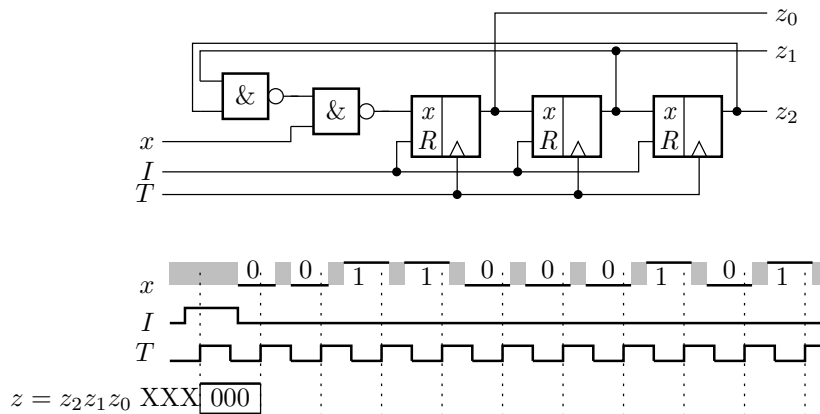 z0
z1
& & x x x z2
x R R R
I
T
x 0 0 1 1 0 0 0 1 0 1
I
T
z = z2z1z0 XXX 000